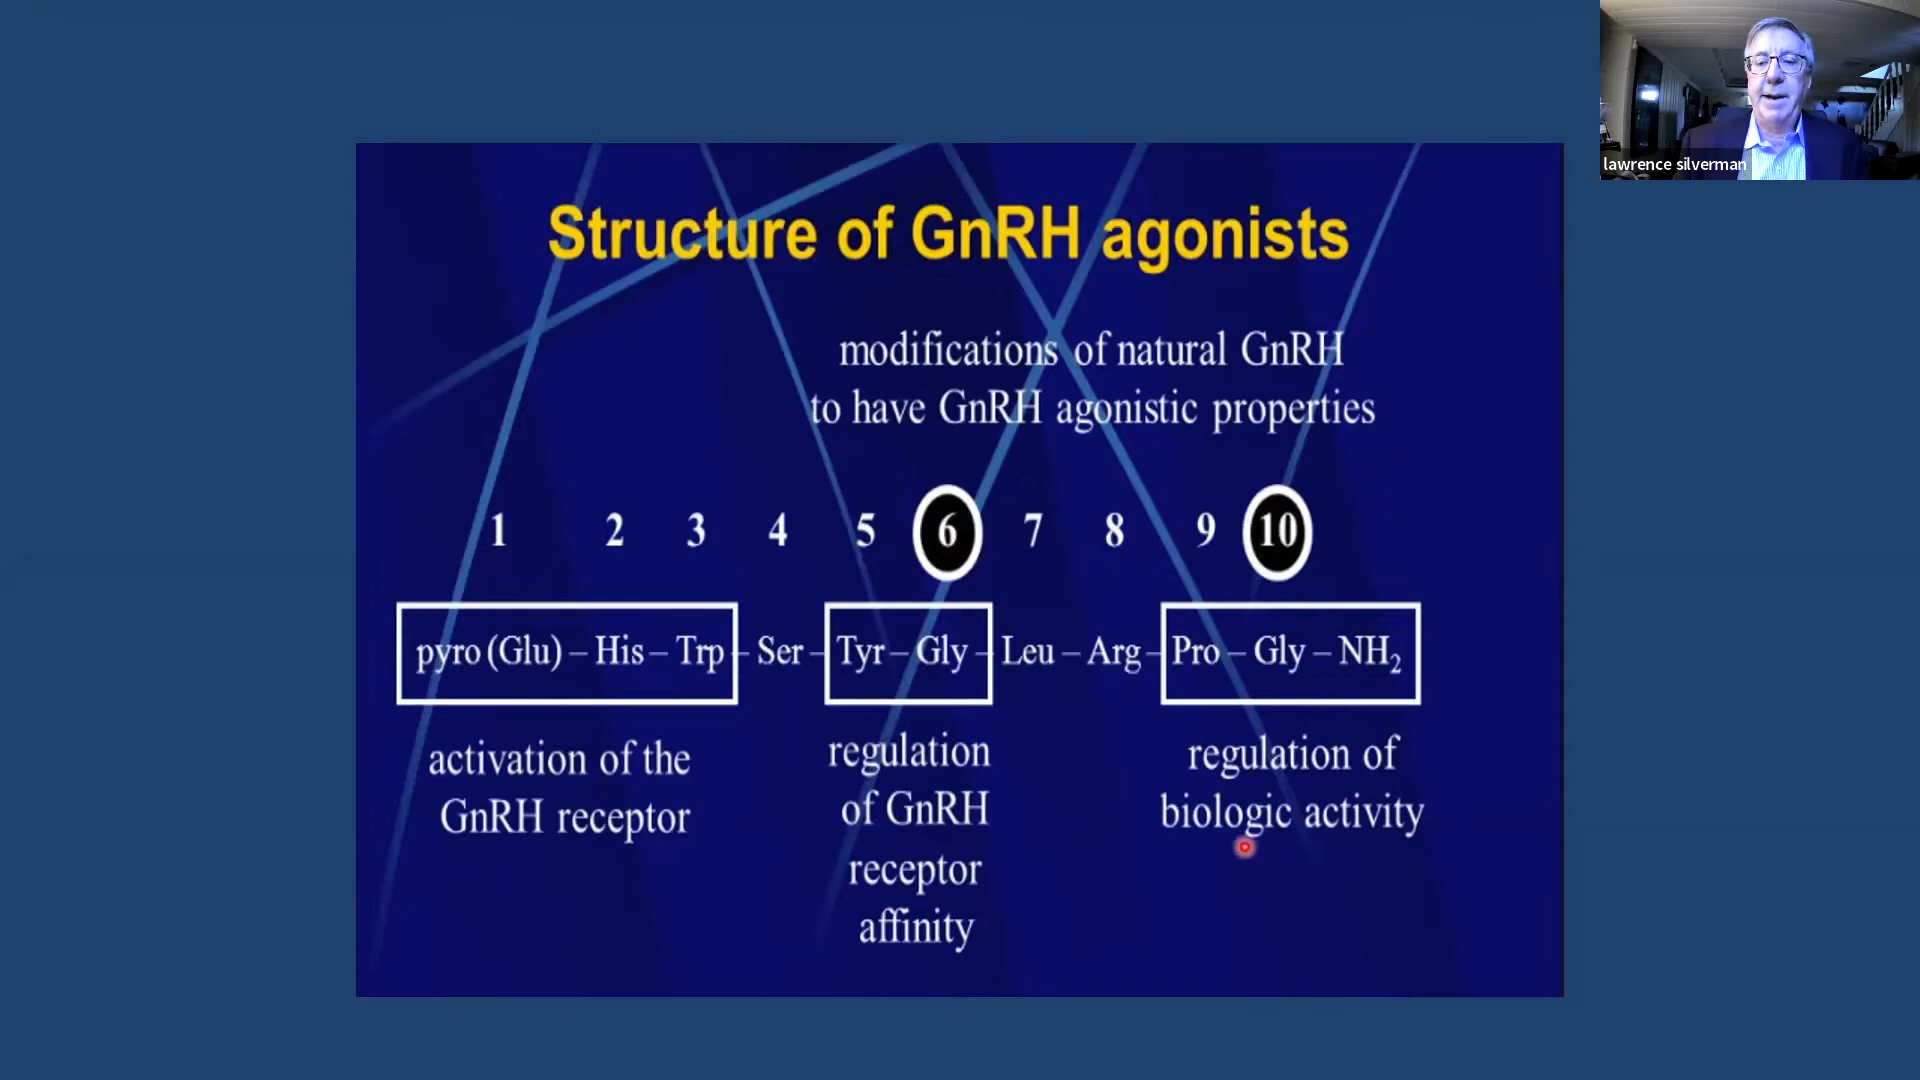 lawrence silverman
Structure of GnRH agonists
modifications of natural GnRH
to have GnRH agonistic properties
1 2 3 4 5 6 7 8 9 10
pyro (Glu) – His – Trp – Ser – Tyr – Gly – Leu – Arg – Pro – Gly – NH₂
activation of the
GnRH receptor
regulation
of GnRH
receptor
affinity
regulation of
biologic activity